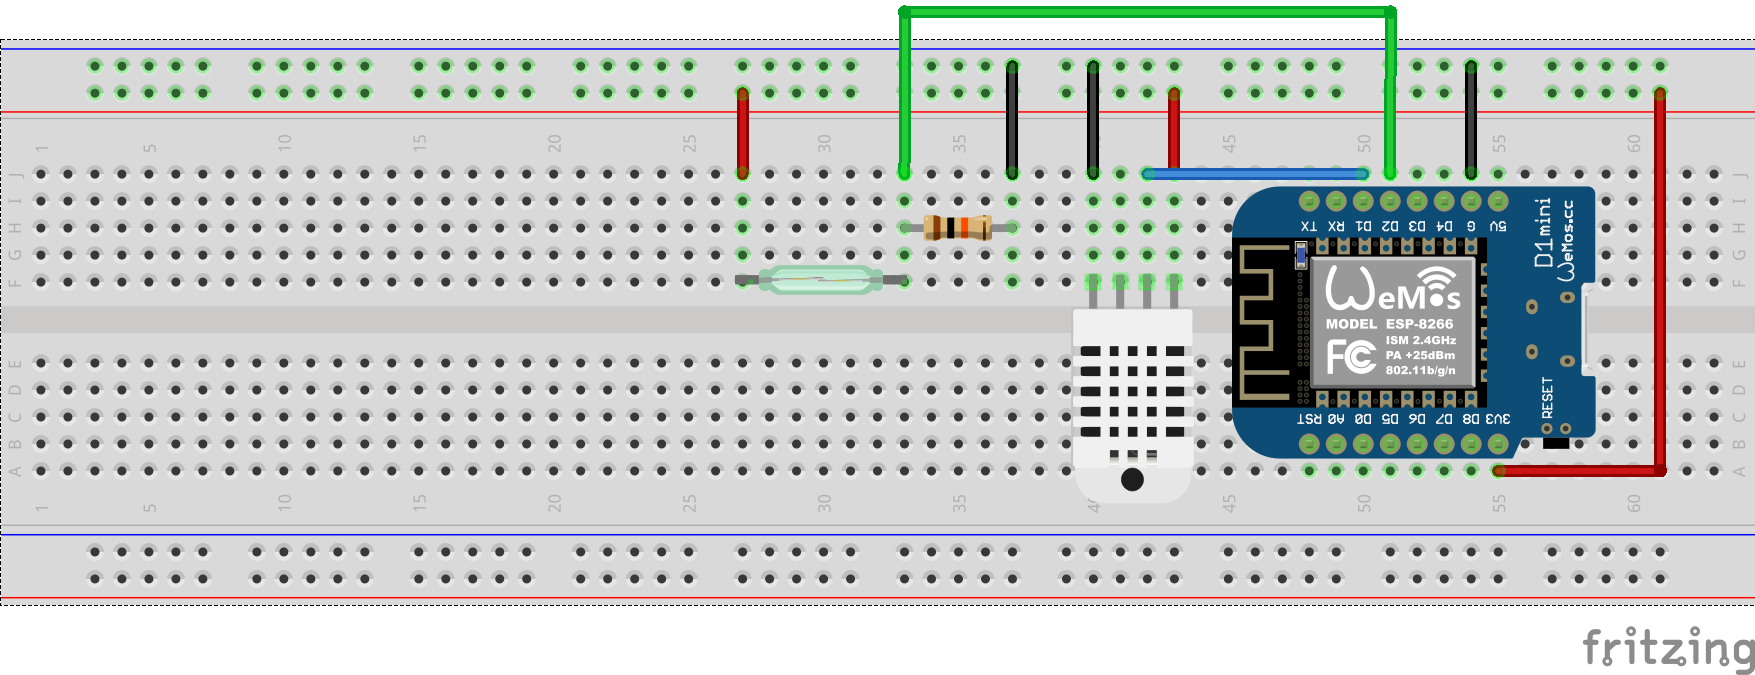 1 5 10 15 20 25 30 35 45 50 55 60
J J
I I
H H
G G
F F
TX RX D1 D2 D3 D4 G 5V
D1 mini
WeMos.cc
WeMos
MODEL ESP-8266
ISM 2.4GHz
PA +25dBm
802.11b/g/n
FC
RESET
RST A0 D0 D5 D6 D7 D8 3V3
E E
D D
C C
B B
A A
1 5 10 15 20 25 30 35 45 50 55 60
fritzing